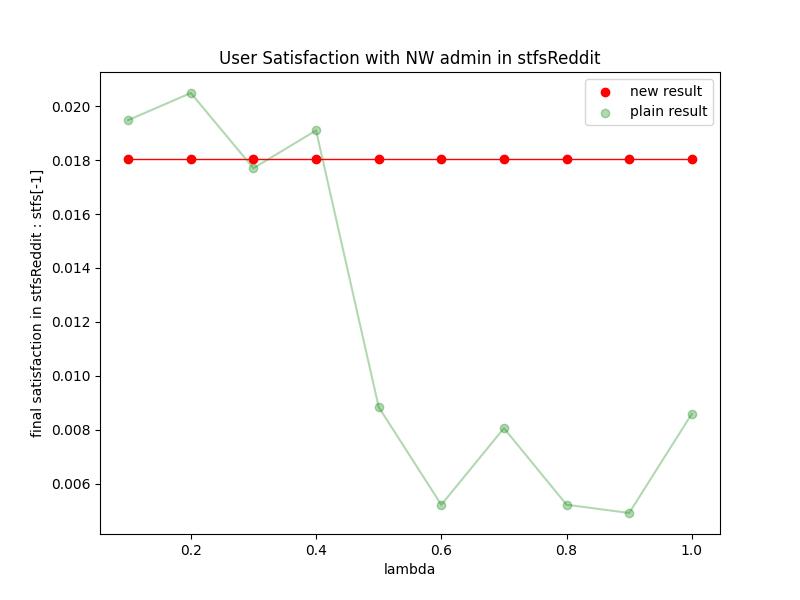 User Satisfaction with NW admin in stfsReddit
new result
plain result
0.020
0.018
0.016
0.014
0.012
0.010
0.008
0.006
final satisfaction in stfsReddit : stfs[-1]
0.2 0.4 0.6 0.8 1.0
lambda